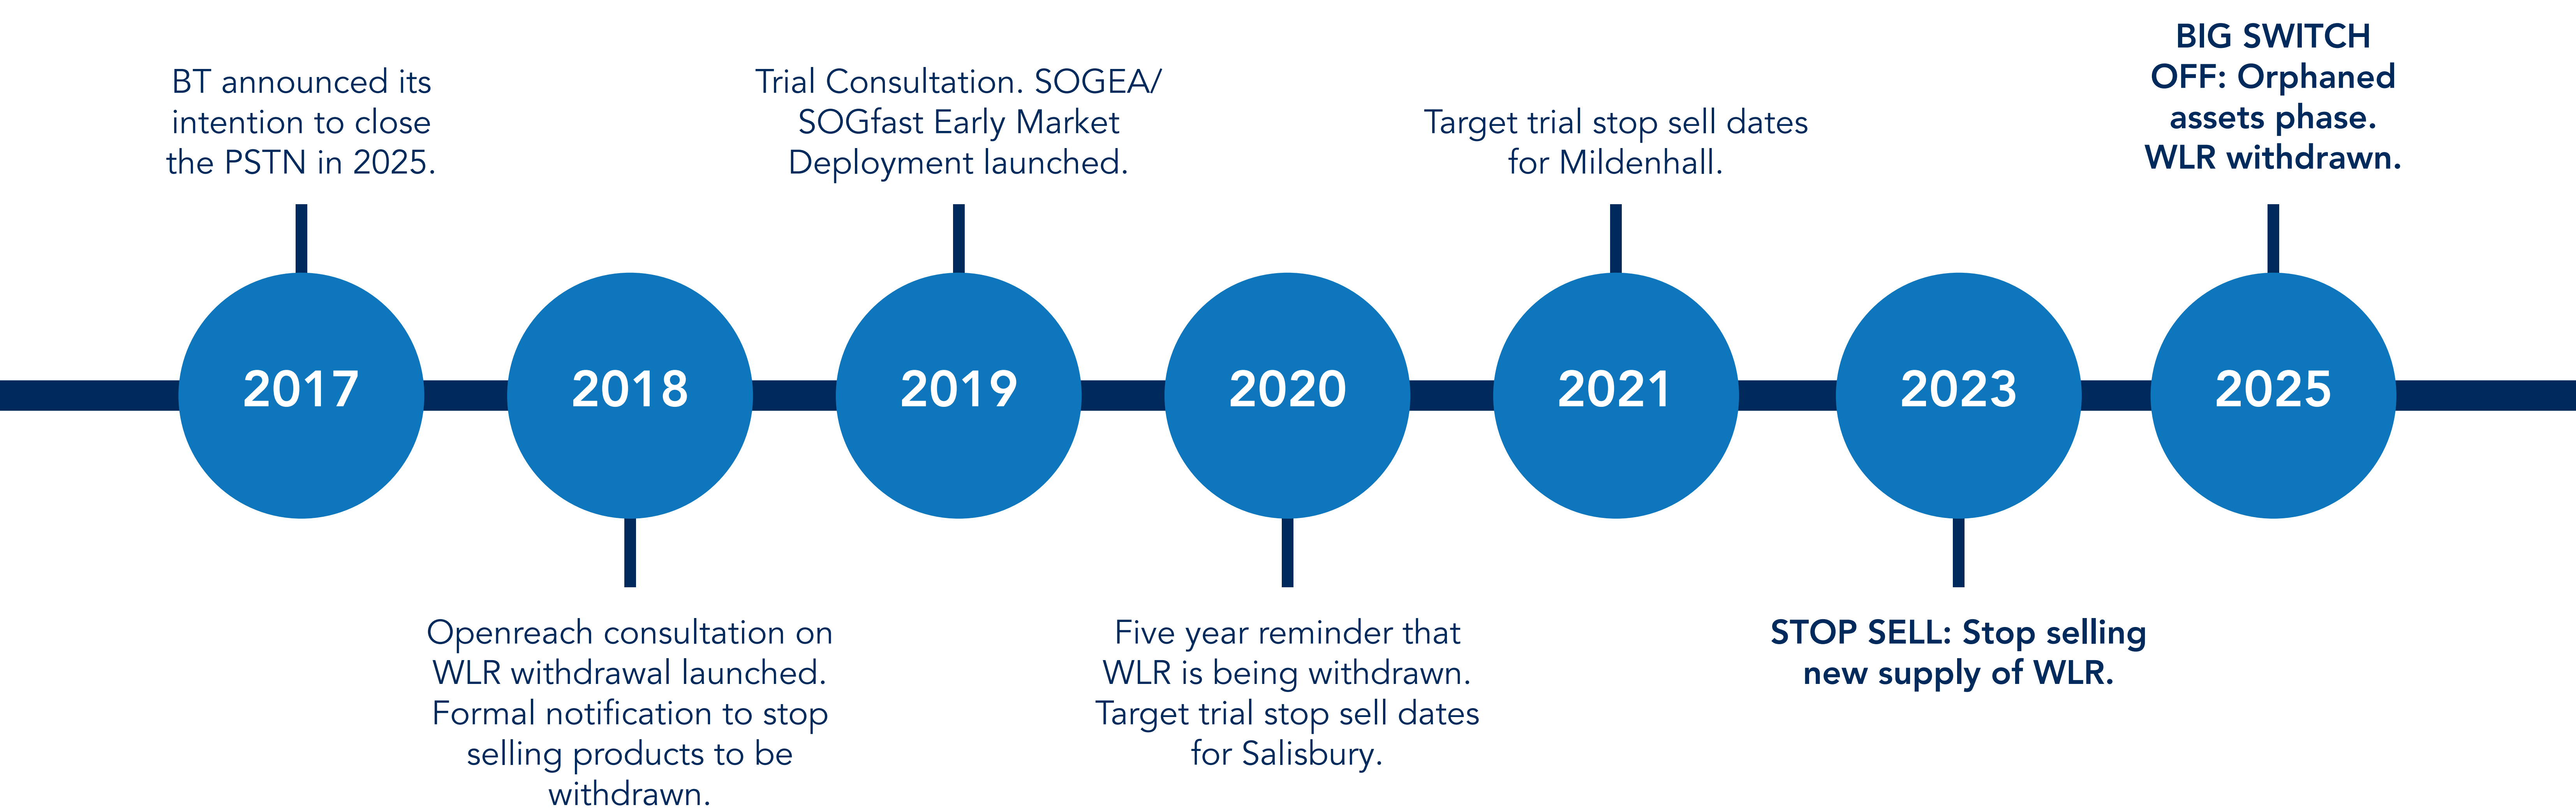 BT announced its
intention to close
the PSTN in 2025.
2017
2018
Openreach consultation on
WLR withdrawal launched.
Formal notification to stop
selling products to be
withdrawn.
Trial Consultation. SOGEA/
SOGfast Early Market
Deployment launched.
2019
2020
Five year reminder that
WLR is being withdrawn.
Target trial stop sell dates
for Salisbury.
Target trial stop sell dates
for Mildenhall.
2021
2023
STOP SELL: Stop selling
new supply of WLR.
BIG SWITCH
OFF: Orphaned
assets phase.
WLR withdrawn.
2025